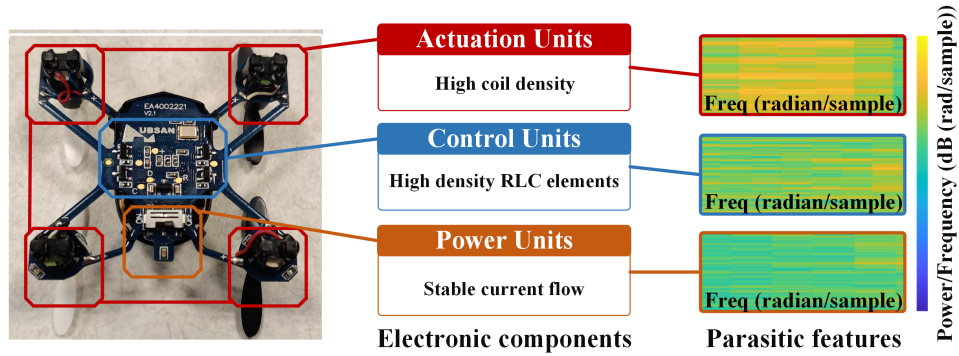 EA4002221
V2.1
UBSAN
D
R
C
Actuation Units
High coil density
Control Units
High density RLC elements
Power Units
Stable current flow
Electronic components
Freq (radian/sample)
Freq (radian/sample)
Freq (radian/sample)
Parasitic features
Power/Frequency (dB (rad/sample))